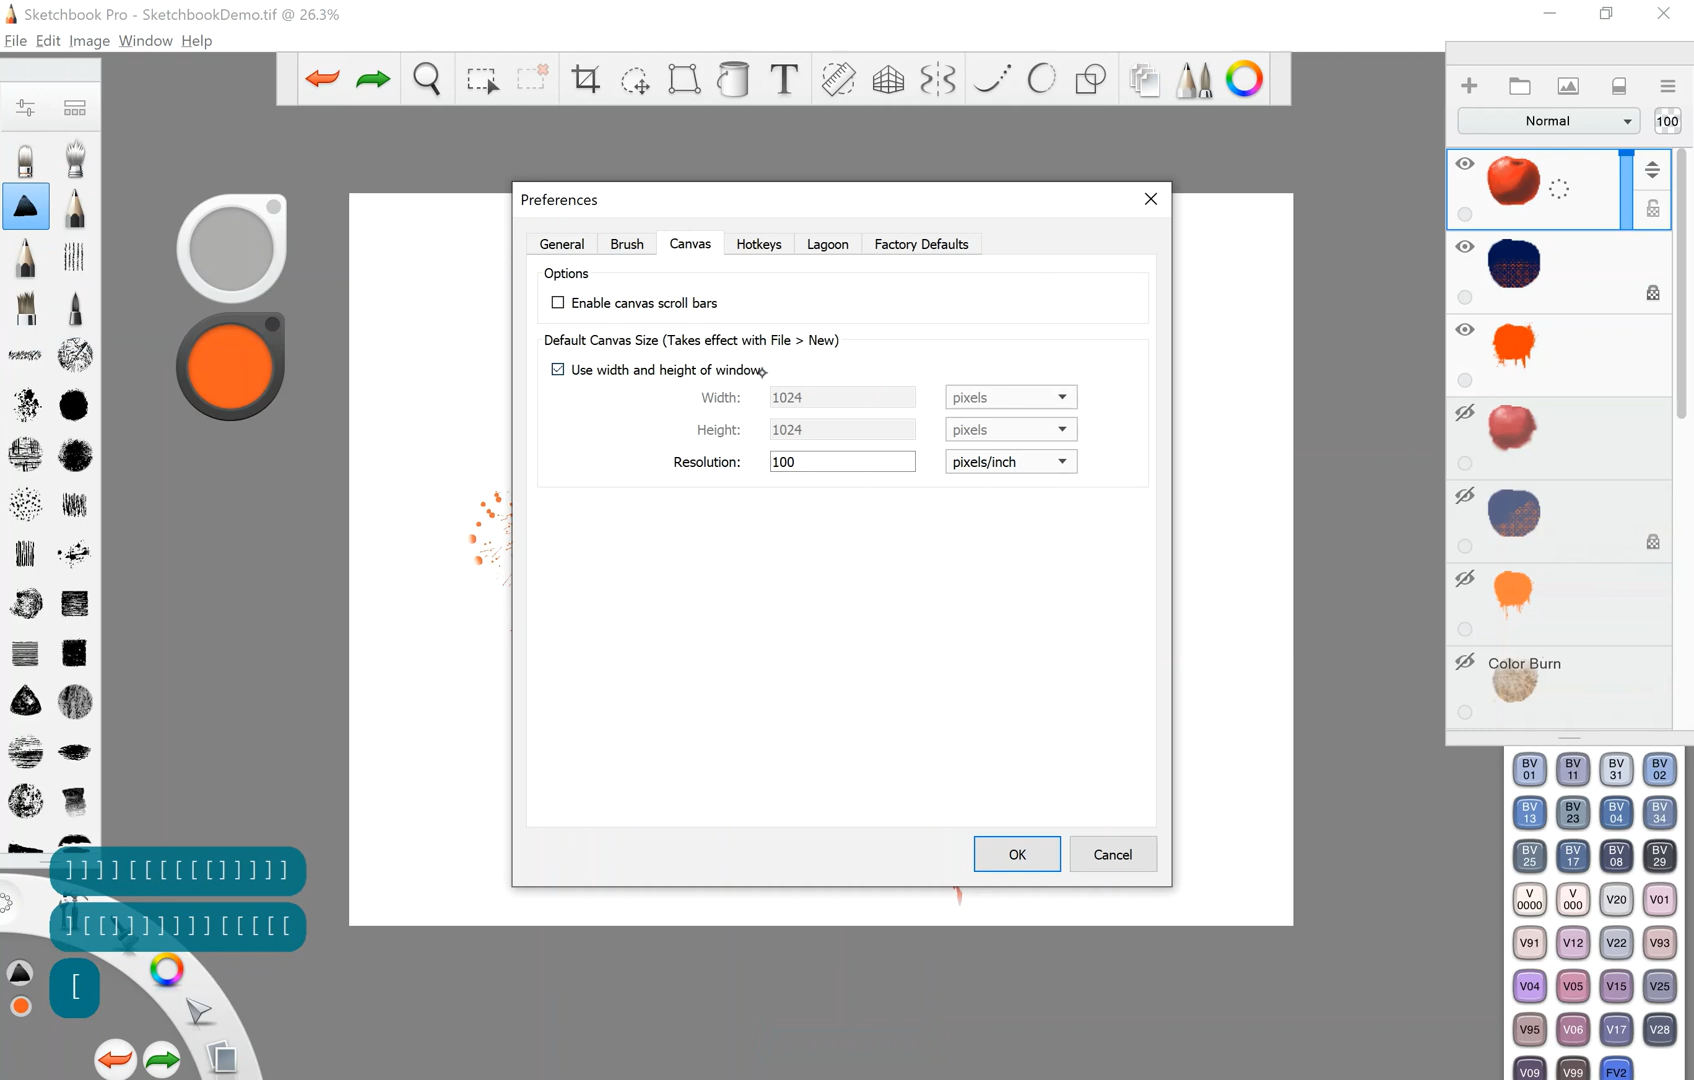 Sketchbook Pro - SketchbookDemo.tif @ 26.3%
File Edit Image Window Help
T
Normal 100
Preferences
General Brush Canvas Hotkeys Lagoon Factory Defaults
Options
Enable canvas scroll bars
Default Canvas Size (Takes effect with File > New)
Use width and height of window
Width: 1024 pixels
Height: 1024 pixels
Resolution: 100 pixels/inch
OK Cancel
Color Burn
BV 01 BV 11 BV 31 BV 02
BV 13 BV 23 BV 04 BV 34
BV 25 BV 17 BV 08 BV 29
V 0000 V 000 V20 V01
V91 V12 V22 V93
V04 V05 V15 V25
V95 V06 V17 V28
V09 V99 FV2
] ] ] ] [ [ [ [ [ [ ] ] ] ] ]
] [ [ ] ] ] ] ] ] ] [ [ [ [ [
[